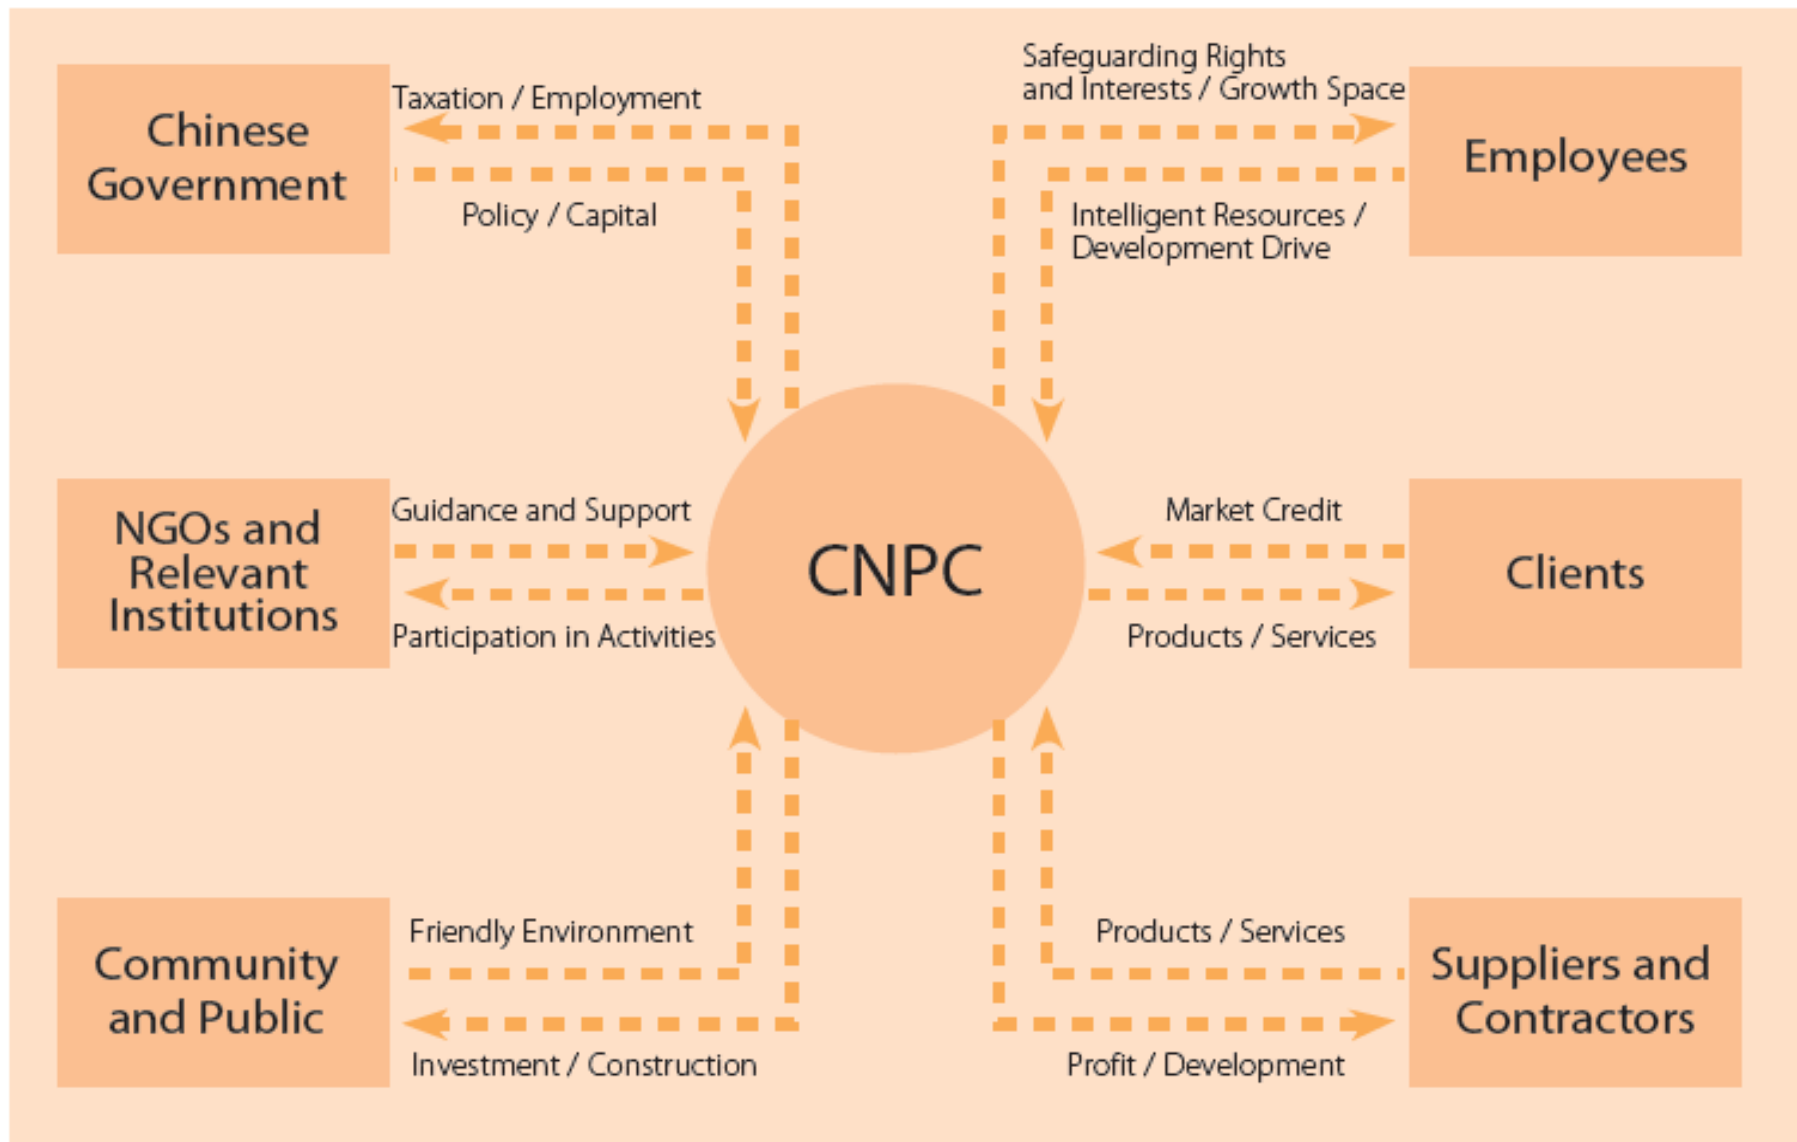 Chinese
Government
Taxation / Employment
Policy / Capital
Safeguarding Rights
and Interests / Growth Space
Intelligent Resources /
Development Drive
Employees
NGOs and
Relevant
Institutions
Guidance and Support
Participation in Activities
CNPC
Market Credit
Products / Services
Clients
Community
and Public
Friendly Environment
Investment / Construction
Products / Services
Profit / Development
Suppliers and
Contractors